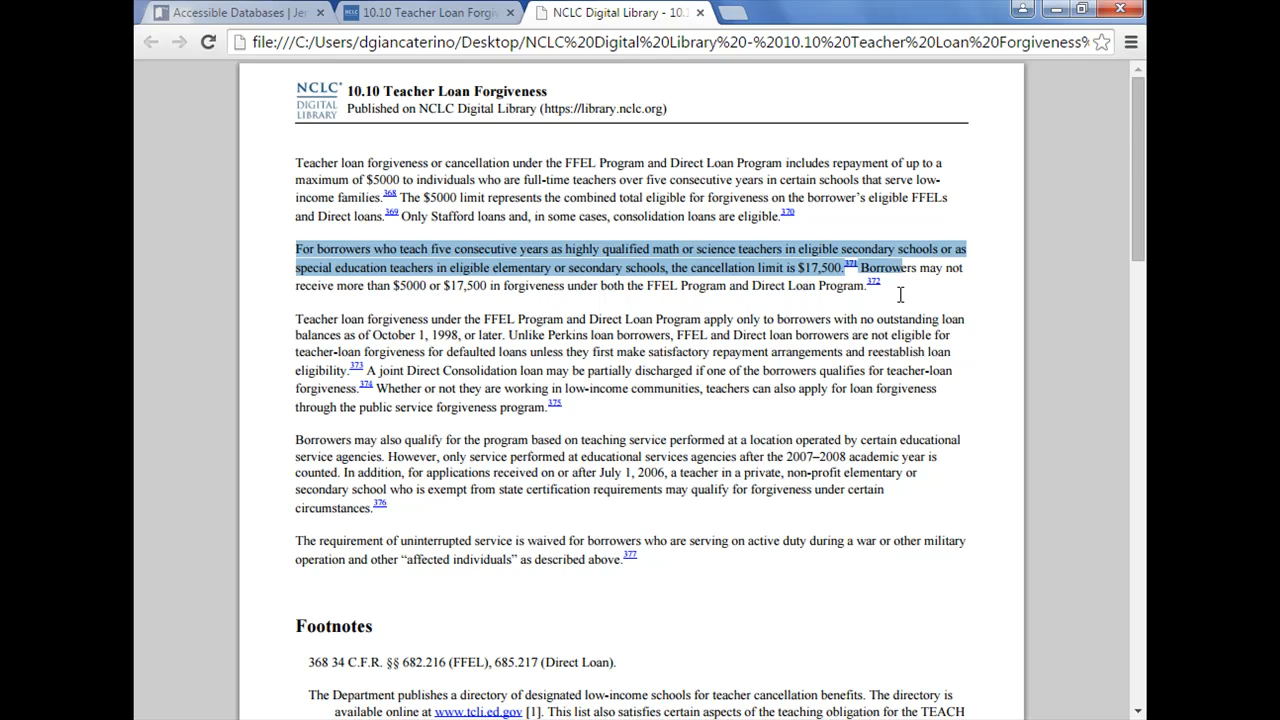 Accessible Databases | Jer
10.10 Teacher Loan Forgiv
NCLC Digital Library - 10.1
file:///C:/Users/dgiancaterino/Desktop/NCLC%20Digital%20Library%20-%2010.10%20Teacher%20Loan%20Forgiveness%
NCLC
DIGITAL
LIBRARY
10.10 Teacher Loan Forgiveness
Published on NCLC Digital Library (https://library.nclc.org)
Teacher loan forgiveness or cancellation under the FFEL Program and Direct Loan Program includes repayment of up to a
maximum of $5000 to individuals who are full-time teachers over five consecutive years in certain schools that serve low-
income families.368 The $5000 limit represents the combined total eligible for forgiveness on the borrower's eligible FFELs
and Direct loans.369 Only Stafford loans and, in some cases, consolidation loans are eligible.370
For borrowers who teach five consecutive years as highly qualified math or science teachers in eligible secondary schools or as
special education teachers in eligible elementary or secondary schools, the cancellation limit is $17,500.371 Borrowers may not
receive more than $5000 or $17,500 in forgiveness under both the FFEL Program and Direct Loan Program.372
Teacher loan forgiveness under the FFEL Program and Direct Loan Program apply only to borrowers with no outstanding loan
balances as of October 1, 1998, or later. Unlike Perkins loan borrowers, FFEL and Direct loan borrowers are not eligible for
teacher-loan forgiveness for defaulted loans unless they first make satisfactory repayment arrangements and reestablish loan
eligibility.373 A joint Direct Consolidation loan may be partially discharged if one of the borrowers qualifies for teacher-loan
forgiveness.374 Whether or not they are working in low-income communities, teachers can also apply for loan forgiveness
through the public service forgiveness program.375
Borrowers may also qualify for the program based on teaching service performed at a location operated by certain educational
service agencies. However, only service performed at educational services agencies after the 2007–2008 academic year is
counted. In addition, for applications received on or after July 1, 2006, a teacher in a private, non-profit elementary or
secondary school who is exempt from state certification requirements may qualify for forgiveness under certain
circumstances.376
The requirement of uninterrupted service is waived for borrowers who are serving on active duty during a war or other military
operation and other “affected individuals” as described above.377
Footnotes
368 34 C.F.R. §§ 682.216 (FFEL), 685.217 (Direct Loan).
The Department publishes a directory of designated low-income schools for teacher cancellation benefits. The directory is
available online at www.tcli.ed.gov [1]. This list also satisfies certain aspects of the teaching obligation for the TEACH